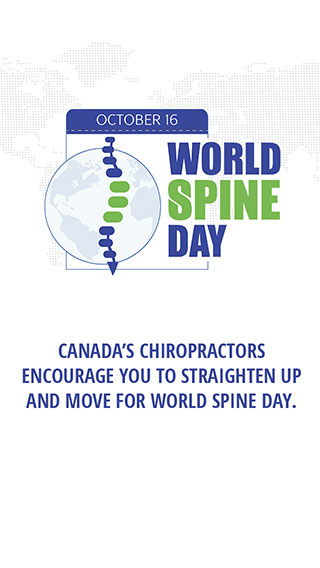 OCTOBER 16
WORLD
SPINE
DAY
CANADA’S CHIROPRACTORS
ENCOURAGE YOU TO STRAIGHTEN UP
AND MOVE FOR WORLD SPINE DAY.